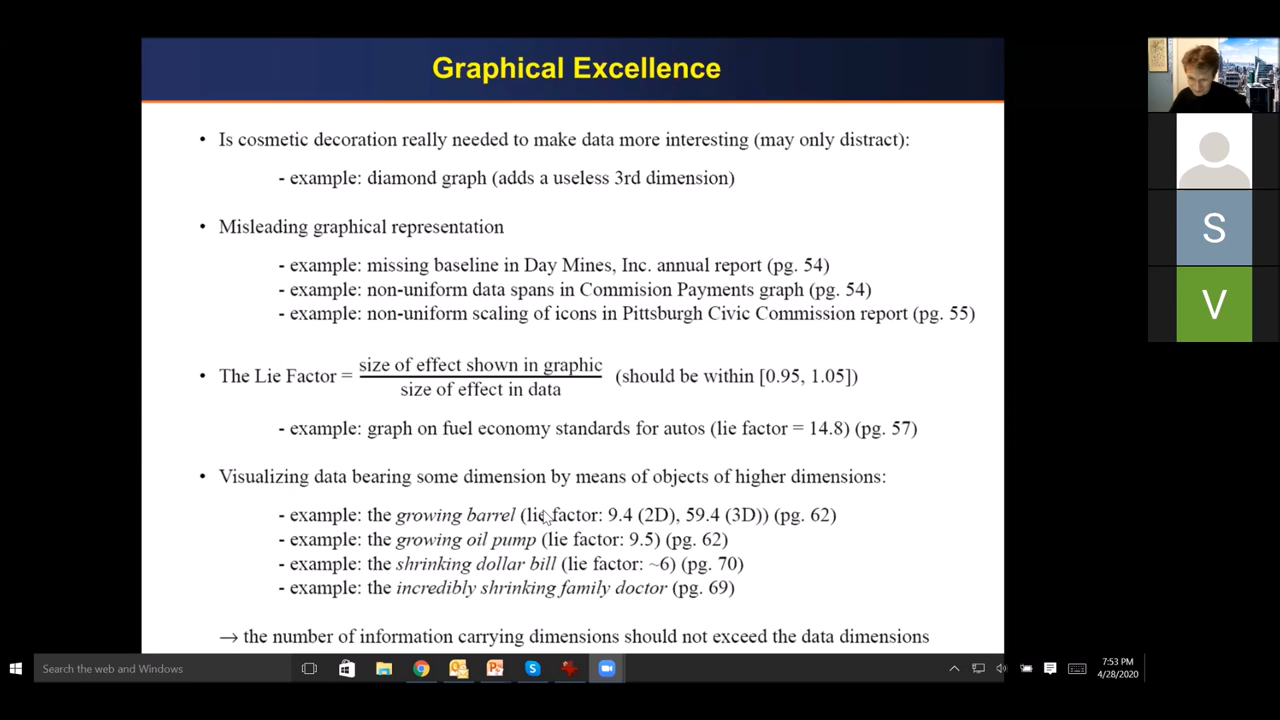 Graphical Excellence
• Is cosmetic decoration really needed to make data more interesting (may only distract):
- example: diamond graph (adds a useless 3rd dimension)
• Misleading graphical representation
- example: missing baseline in Day Mines, Inc. annual report (pg. 54)
- example: non-uniform data spans in Commision Payments graph (pg. 54)
- example: non-uniform scaling of icons in Pittsburgh Civic Commission report (pg. 55)
• The Lie Factor = size of effect shown in graphic (should be within [0.95, 1.05])
size of effect in data
- example: graph on fuel economy standards for autos (lie factor = 14.8) (pg. 57)
• Visualizing data bearing some dimension by means of objects of higher dimensions:
- example: the growing barrel (lie factor: 9.4 (2D), 59.4 (3D)) (pg. 62)
- example: the growing oil pump (lie factor: 9.5) (pg. 62)
- example: the shrinking dollar bill (lie factor: ~6) (pg. 70)
- example: the incredibly shrinking family doctor (pg. 69)
→ the number of information carrying dimensions should not exceed the data dimensions
S
V
Search the web and Windows
7:53 PM
4/28/2020